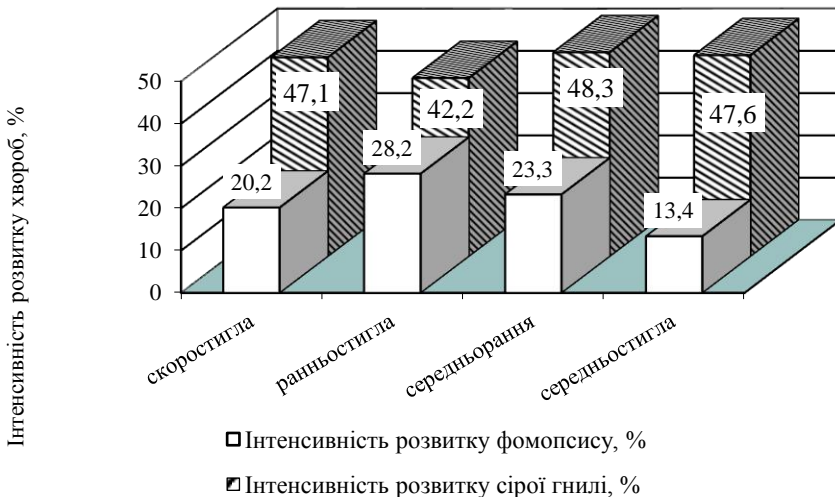 Інтенсивність розвитку хвороб, %
50
40
30
20
10
0
47,1
42,2
48,3
47,6
20,2
28,2
23,3
13,4
скоростигла
ранньостигла
середньорання
середньостигла
Інтенсивність розвитку фомопсису, %
Інтенсивність розвитку сірої гнилі, %